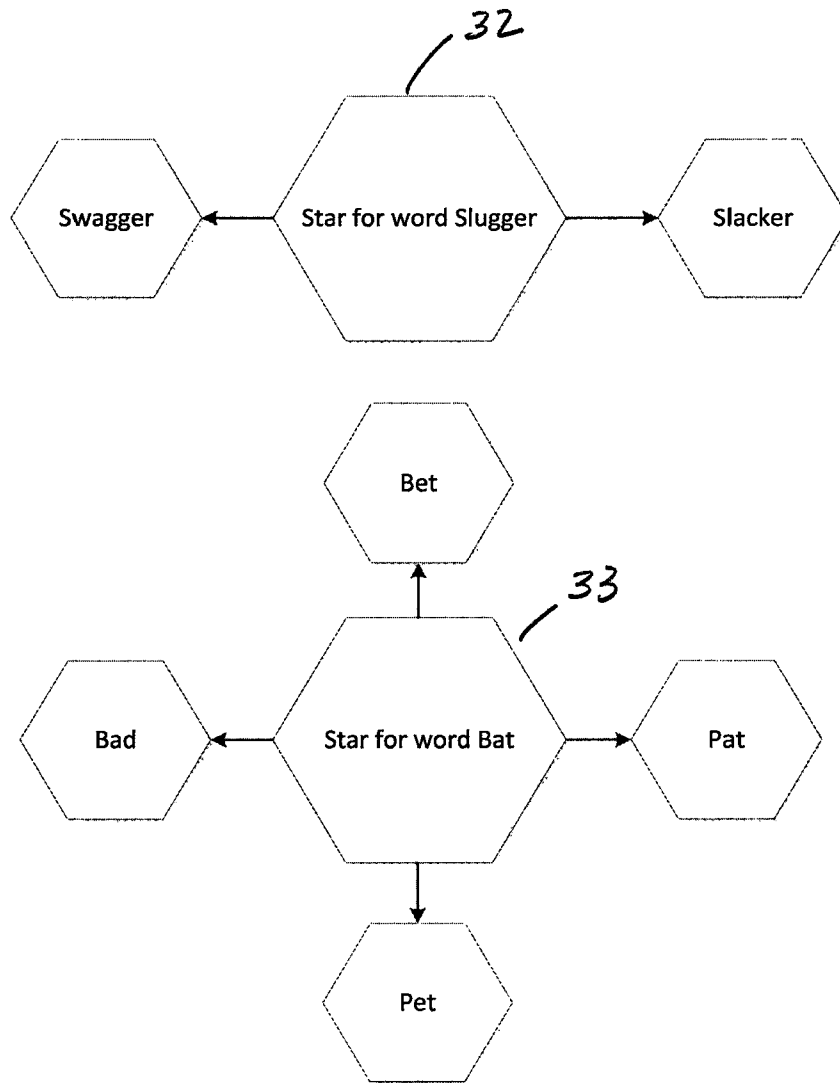 32
Swagger
Star for word Slugger
Slacker
Bet
33
Bad
Star for word Bat
Pat
Pet